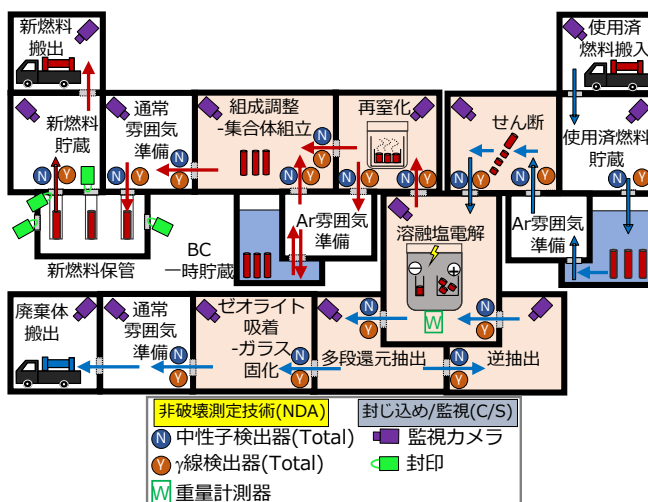 新燃料
搬出
使用済
燃料搬入
新燃料
貯蔵
通常
雰囲気
準備
組成調整
-集合体組立
再窒化
せん断
使用済燃料
貯蔵
N
Y
N
Y
N
Y
N
Y
N
Y
N
Y
N
Y
N
Y
N
Y
新燃料保管
BC
一時貯蔵
Ar雰囲気
準備
溶融塩電解
Ar雰囲気
準備
W
廃棄体
搬出
通常
雰囲気
準備
ゼオライト
吸着
-ガラス
固化
多段還元抽出
逆抽出
N
Y
N
Y
N
Y
N
Y
N
Y
非破壊測定技術(NDA)
封じ込め/監視(C/S)
N 中性子検出器(Total)
監視カメラ
Y γ線検出器(Total)
封印
W 重量計測器